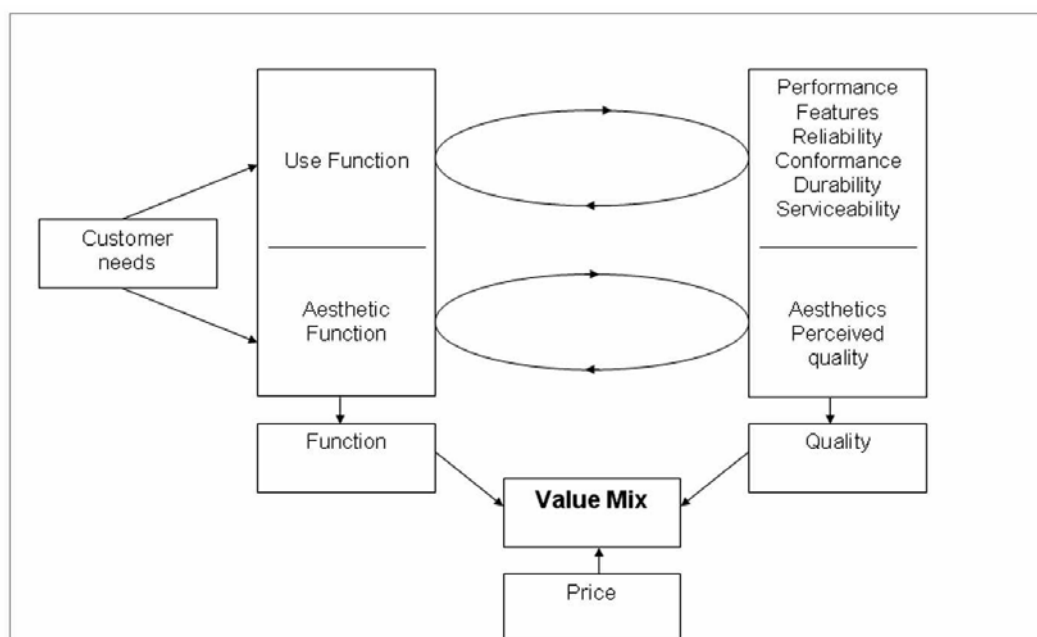 Customer
needs
Use Function
Aesthetic
Function
Performance
Features
Reliability
Conformance
Durability
Serviceability
Aesthetics
Perceived
quality
Function
Quality
Value Mix
Price